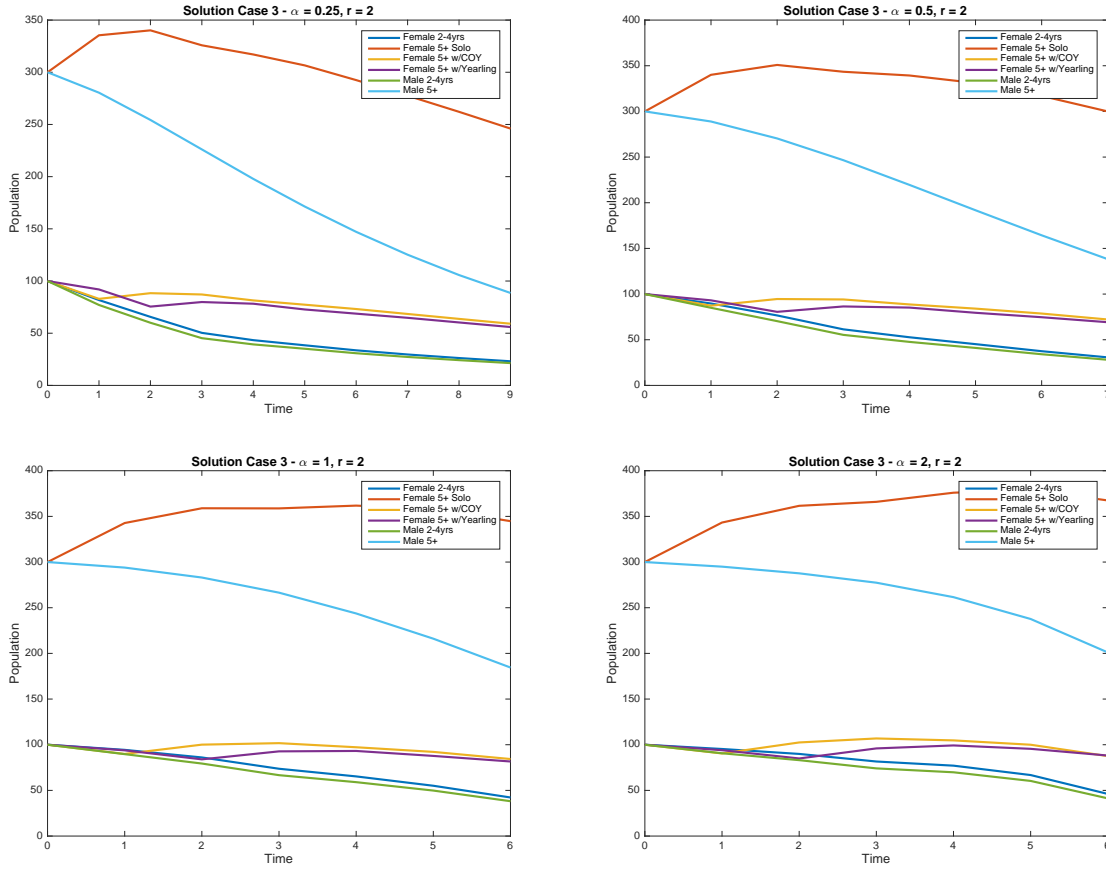 Solution Case 3 - α = 0.25, r = 2
350
300
250
200
150
100
50
0
Population
0 1 2 3 4 5 6 7 8 9
Time
Female 2-4yrs
Female 5+ Solo
Female 5+ w/COY
Female 5+ w/Yearling
Male 2-4yrs
Male 5+
Solution Case 3 - α = 0.5, r = 2
400
350
300
250
200
150
100
50
0
Population
0 1 2 3 4 5 6 7
Time
Female 2-4yrs
Female 5+ Solo
Female 5+ w/COY
Female 5+ w/Yearling
Male 2-4yrs
Male 5+
Solution Case 3 - α = 1, r = 2
400
350
300
250
200
150
100
50
0
Population
0 1 2 3 4 5 6
Time
Female 2-4yrs
Female 5+ Solo
Female 5+ w/COY
Female 5+ w/Yearling
Male 2-4yrs
Male 5+
Solution Case 3 - α = 2, r = 2
400
350
300
250
200
150
100
50
0
Population
0 1 2 3 4 5 6
Time
Female 2-4yrs
Female 5+ Solo
Female 5+ w/COY
Female 5+ w/Yearling
Male 2-4yrs
Male 5+